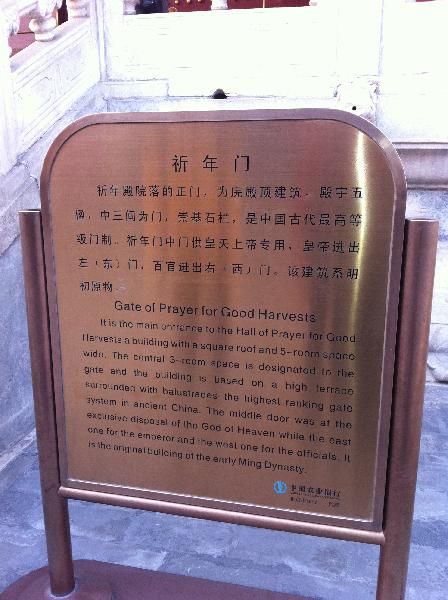 祈年门
祈年殿院落的正门，为庑殿顶建筑。殿宇五
楹，中三间为门，崇基石栏，是中国古代最高等
级门制。祈年门中门供皇天上帝专用，皇帝进出
左（东）门，百官进出右（西）门。该建筑系明
初原物。
Gate of Prayer for Good Harvests
It is the main entrance to the Hall of Prayer for Good
Harvests a building with a square roof and 5-room space
wide. The central 3-room space is designated to the
gate and the building is based on a high terrace
surrounded with balustrades the highest ranking gate
system in ancient China. The middle door was at the
exclusive disposal of the God of Heaven while the east
one for the emperor and the west one for the officials. It
is the original building of the early Ming Dynasty.
中国农业银行